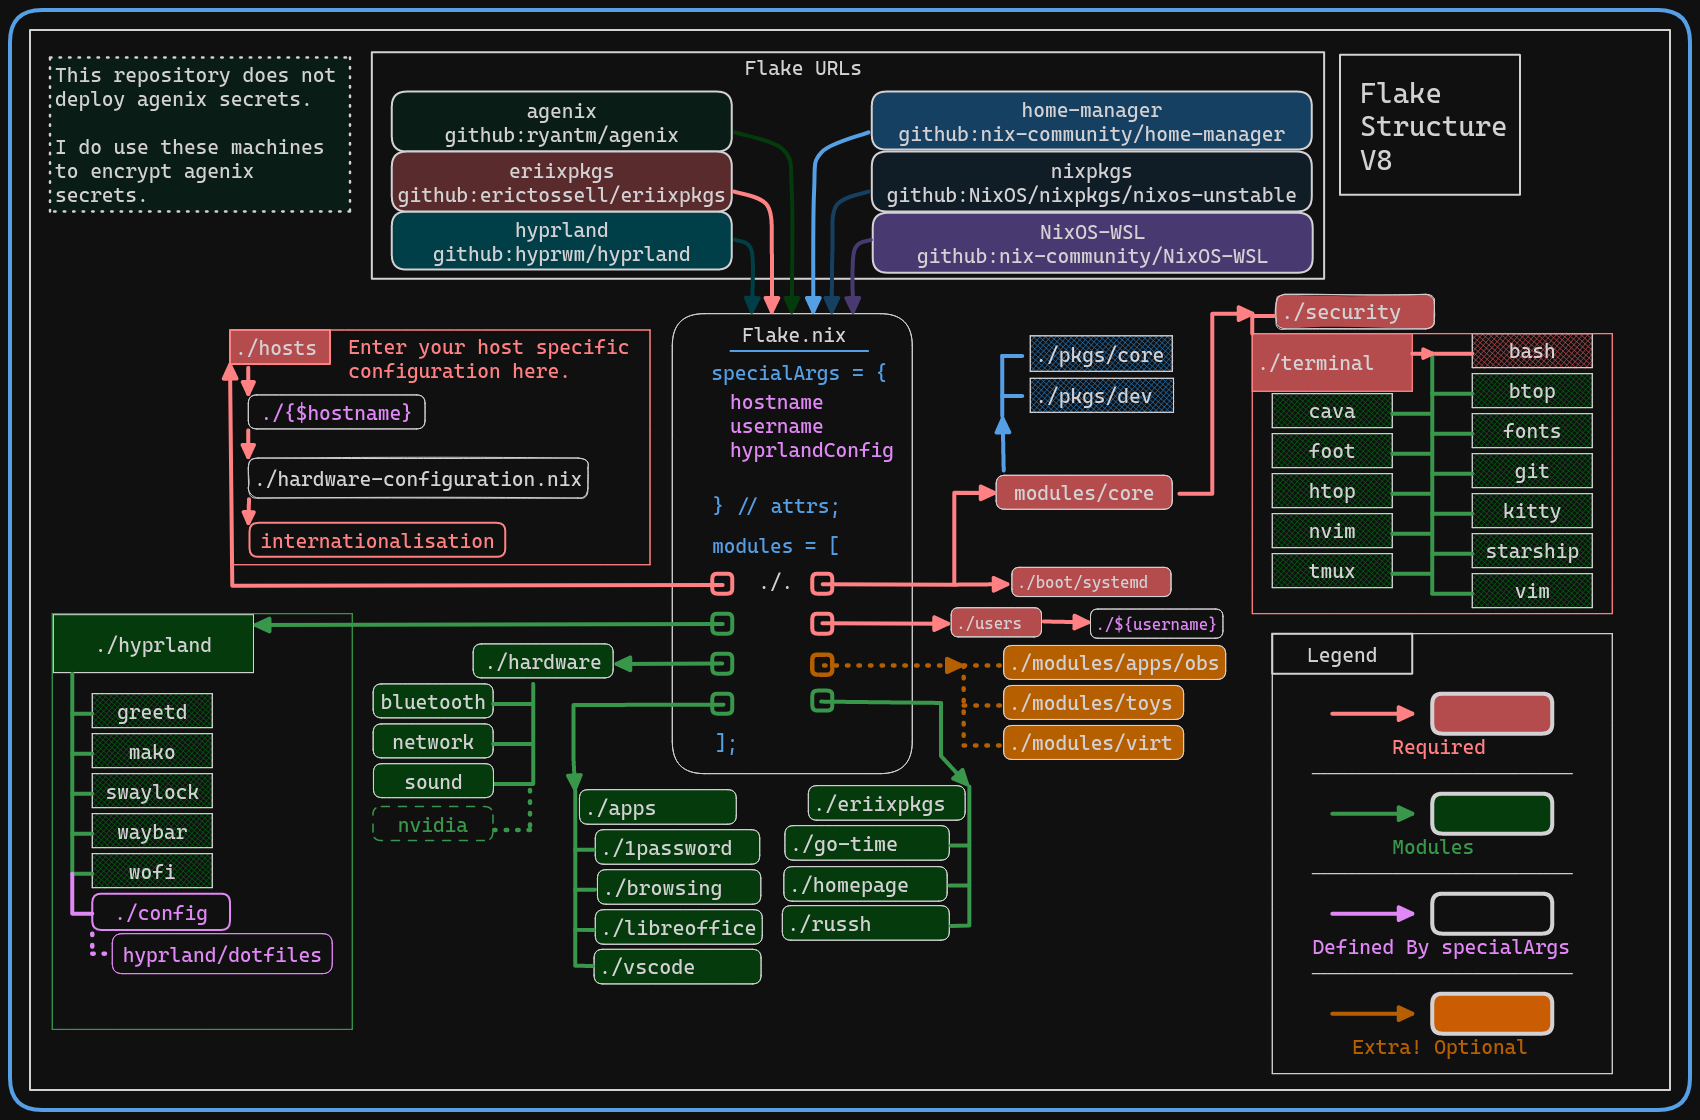 This repository does not
deploy agenix secrets.
I do use these machines
to encrypt agenix
secrets.
Flake URLs
agenix
github:ryantm/agenix
eriixpkgs
github:erictossell/eriixpkgs
hyprland
github:hyprwm/hyprland
home-manager
github:nix-community/home-manager
nixpkgs
github:NixOS/nixpkgs/nixos-unstable
NixOS-WSL
github:nix-community/NixOS-WSL
Flake
Structure
V8
./hosts
Enter your host specific
configuration here.
./{$hostname}
./hardware-configuration.nix
internationalisation
Flake.nix
specialArgs = {
hostname
username
hyprlandConfig
} // attrs;
modules = [
./.
];
./pkgs/core
./pkgs/dev
modules/core
./boot/systemd
./users
./${username}
./modules/apps/obs
./modules/toys
./modules/virt
./security
./terminal
cava
foot
htop
nvim
tmux
bash
btop
fonts
git
kitty
starship
vim
./hyprland
greetd
mako
swaylock
waybar
wofi
./config
hyprland/dotfiles
./hardware
bluetooth
network
sound
nvidia
./apps
./1password
./browsing
./libreoffice
./vscode
./eriixpkgs
./go-time
./homepage
./russh
Legend
Required
Modules
Defined By specialArgs
Extra! Optional